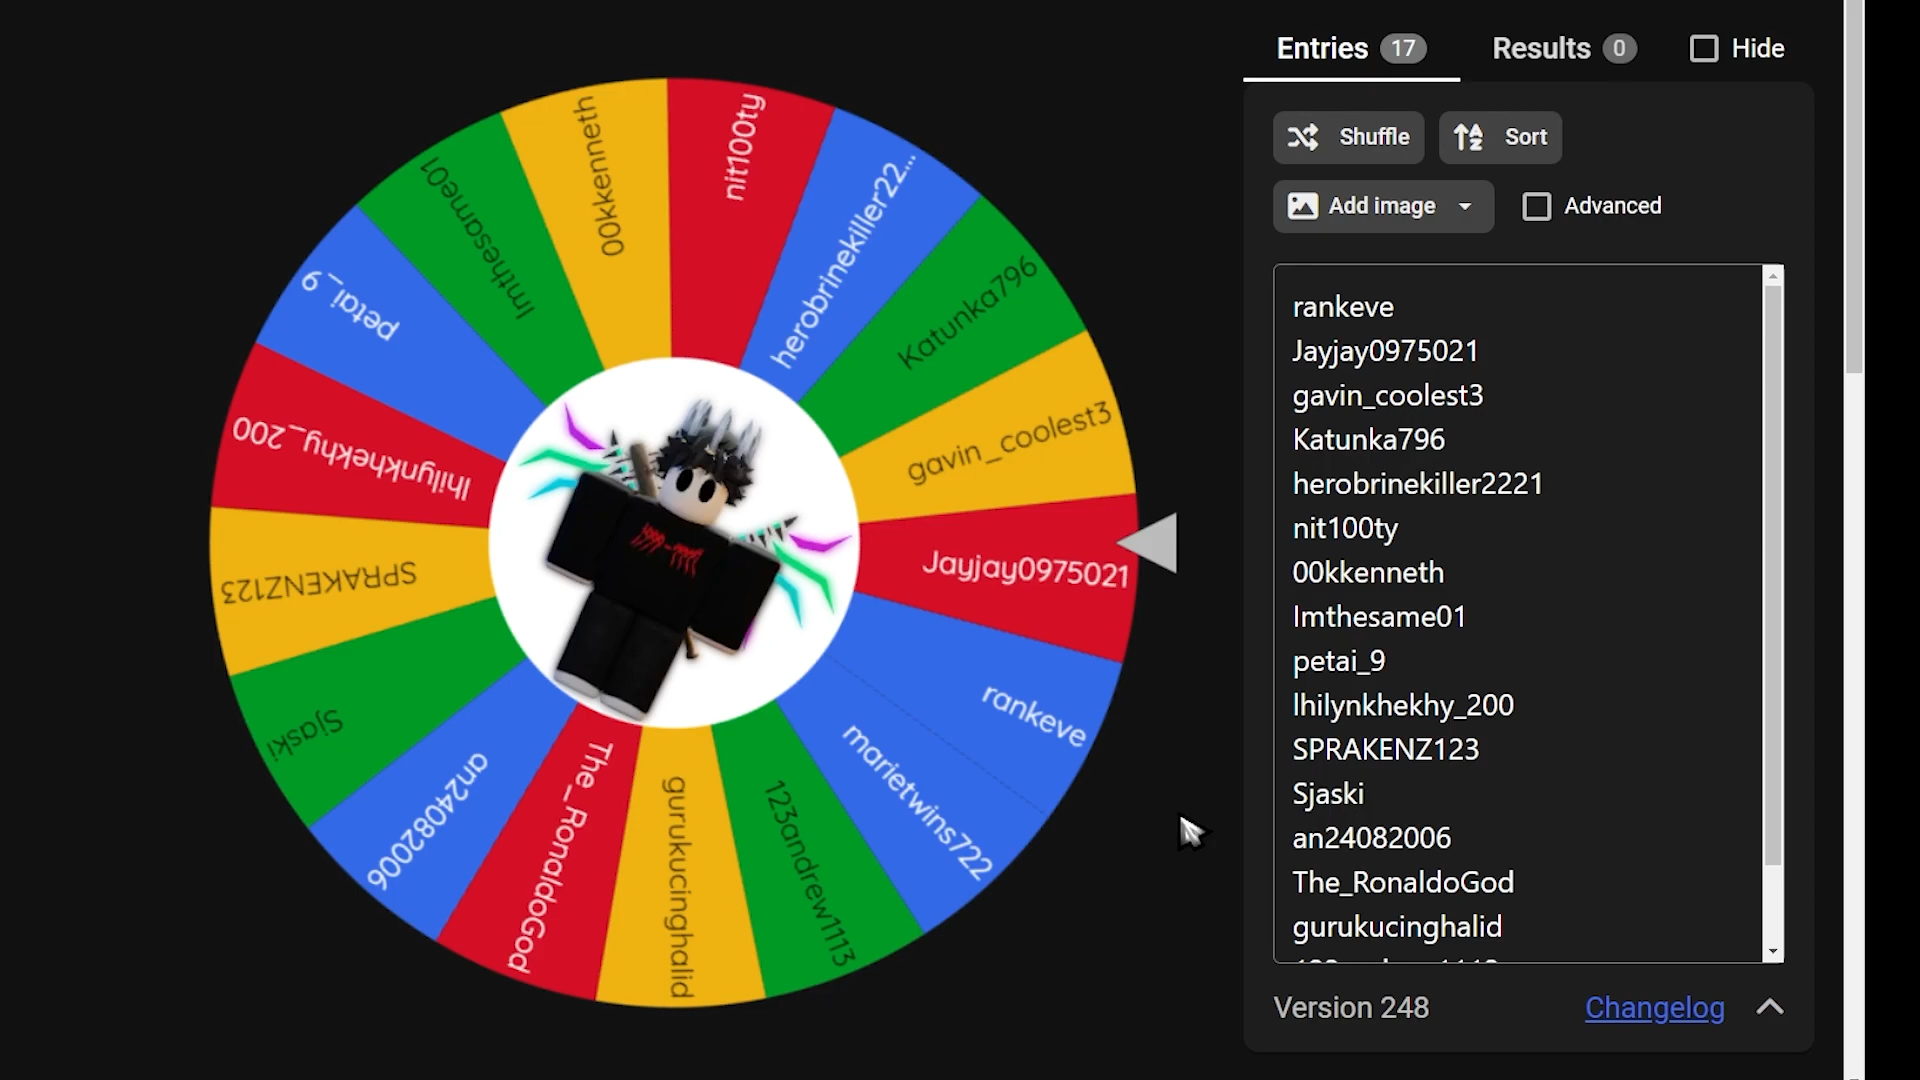 Entries 17
Results 0
Hide
Shuffle
Sort
Add image
Advanced
rankeve
Jayjay0975021
gavin_coolest3
Katunka796
herobrinekiller2221
nit100ty
00kkenneth
Imthesame01
petai_9
lhilynkhekhy_200
SPRAKENZ123
Sjaski
an24082006
The_RonaldoGod
gurukucinghalid
Version 248
Changelog
00kkenneth
nit100ty
herobrinekiller22...
Katunka796
gavin_coolest3
Jayjay0975021
rankeve
marietwins722
123andrew1113
gurukucinghalid
The_RonaldoGod
an24082006
Sjaski
SPRAKENZ123
lhilynkhekhy_200
petai_9
Imthesame01